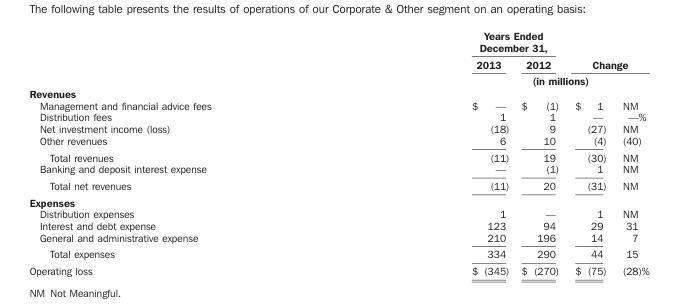 The following table presents the results of operations of our Corporate & Other segment on an operating basis:
Years Ended
December 31,
2013 2012 Change
(in millions)
Revenues
Management and financial advice fees $ — $ (1) $ 1 NM
Distribution fees 1 1 — —%
Net investment income (loss) (18) 9 (27) NM
Other revenues 6 10 (4) (40)
Total revenues (11) 19 (30) NM
Banking and deposit interest expense — (1) 1 NM
Total net revenues (11) 20 (31) NM
Expenses
Distribution expenses 1 — 1 NM
Interest and debt expense 123 94 29 31
General and administrative expense 210 196 14 7
Total expenses 334 290 44 15
Operating loss $ (345) $ (270) $ (75) (28)%
NM Not Meaningful.